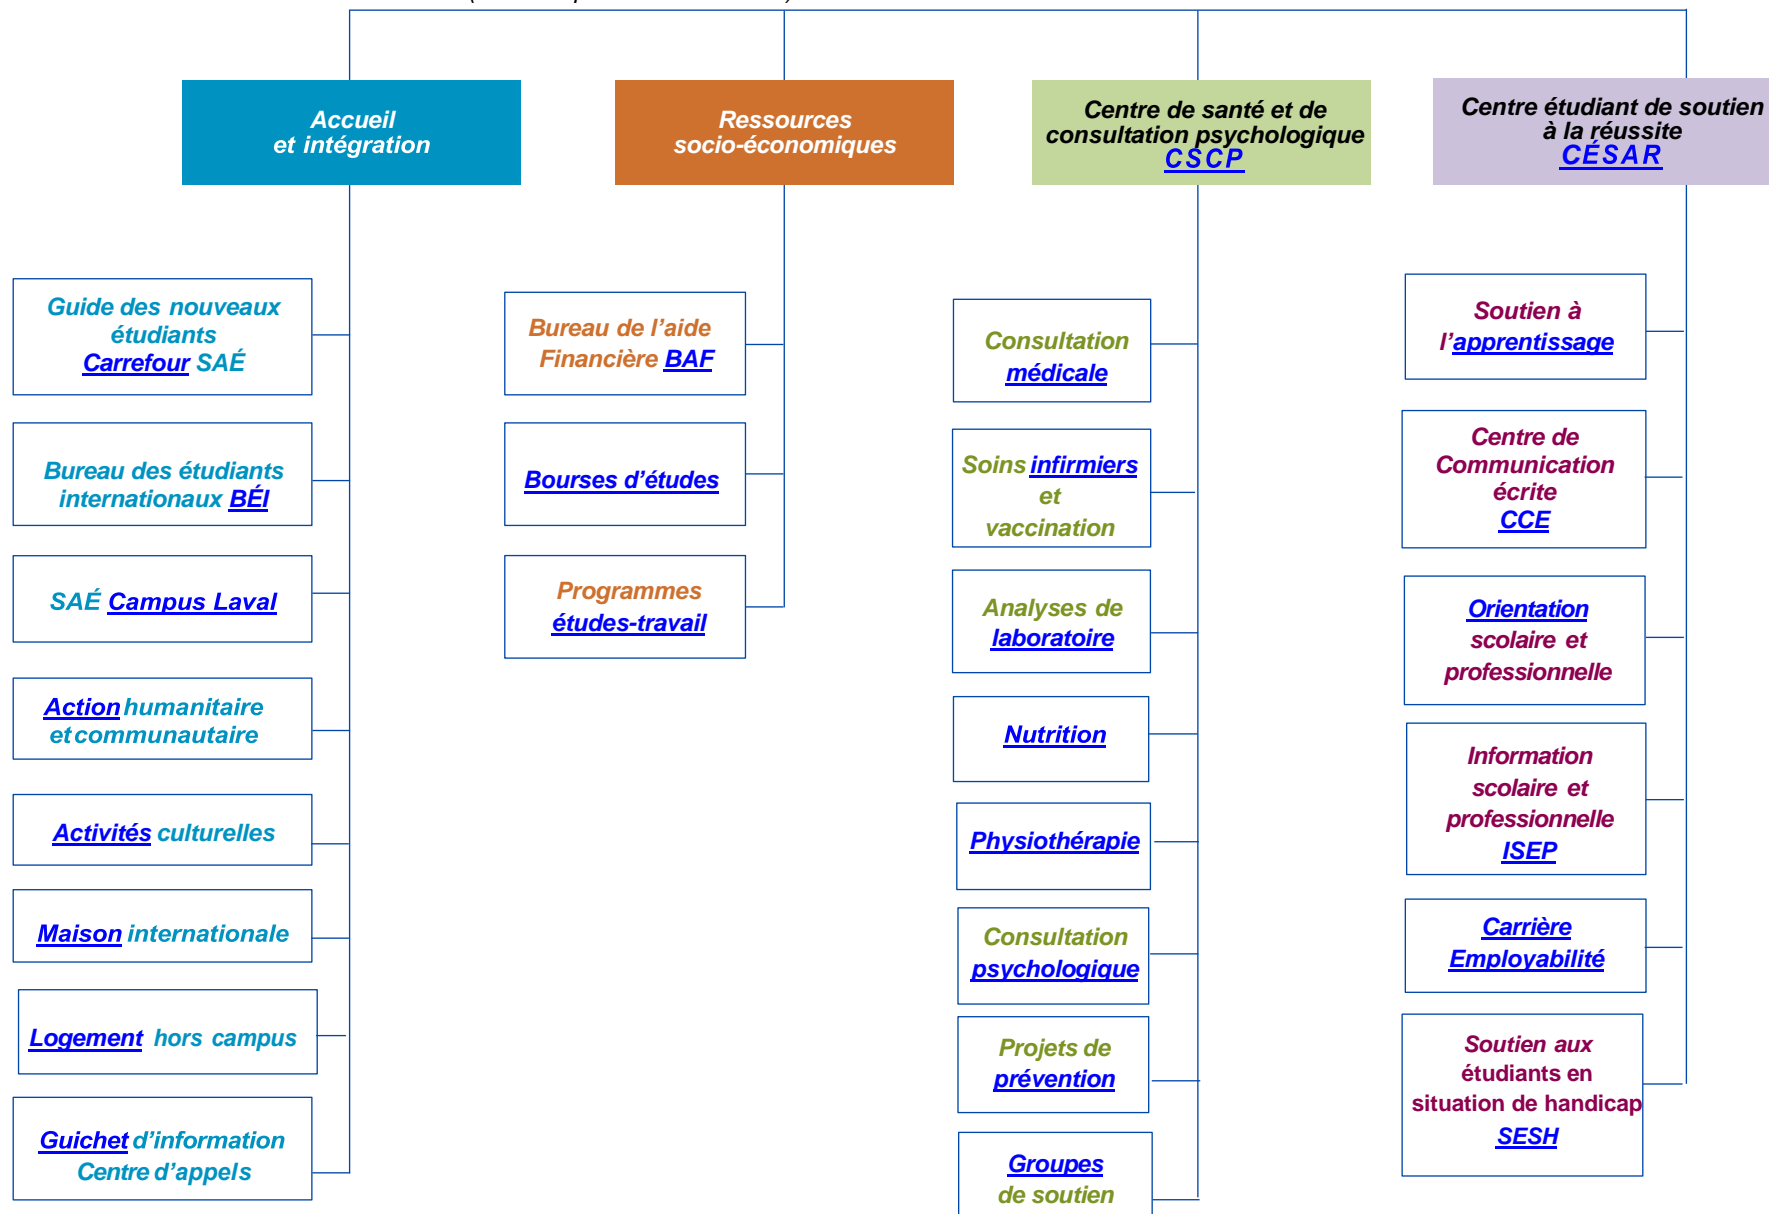 Accueil
et intégration
Ressources
socio-économiques
Centre de santé et de
consultation psychologique
CSCP
Centre étudiant de soutien
à la réussite
CÉSAR
Guide des nouveaux
étudiants
Carrefour SAÉ
Bureau des étudiants
internationaux BÉI
SAÉ Campus Laval
Action humanitaire
et communautaire
Activités culturelles
Maison internationale
Logement hors campus
Guichet d’information
Centre d’appels
Bureau de l’aide
Financière BAF
Bourses d’études
Programmes
études-travail
Consultation
médicale
Soins infirmiers
et
vaccination
Analyses de
laboratoire
Nutrition
Physiothérapie
Consultation
psychologique
Projets de
prévention
Groupes
de soutien
Soutien à
l’apprentissage
Centre de
Communication
écrite
CCE
Orientation
scolaire et
professionnelle
Information
scolaire et
professionnelle
ISEP
Carrière
Employabilité
Soutien aux
étudiants en
situation de handicap
SESH